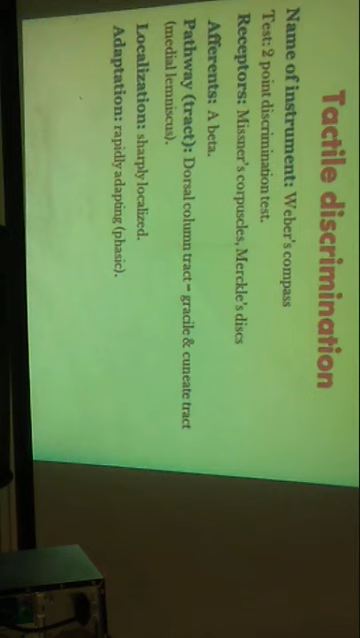 Tactile discrimination
Name of instrument: Weber's compass
Test: 2 point discrimination test.
Receptors: Missner's corpuscles, Merckle's discs
Afferents: A beta.
Pathway (tract): Dorsal column tract - gracile & cuneate tract
(medial lemniscus).
Localization: sharply localized.
Adaptation: rapidly adapting (phasic).